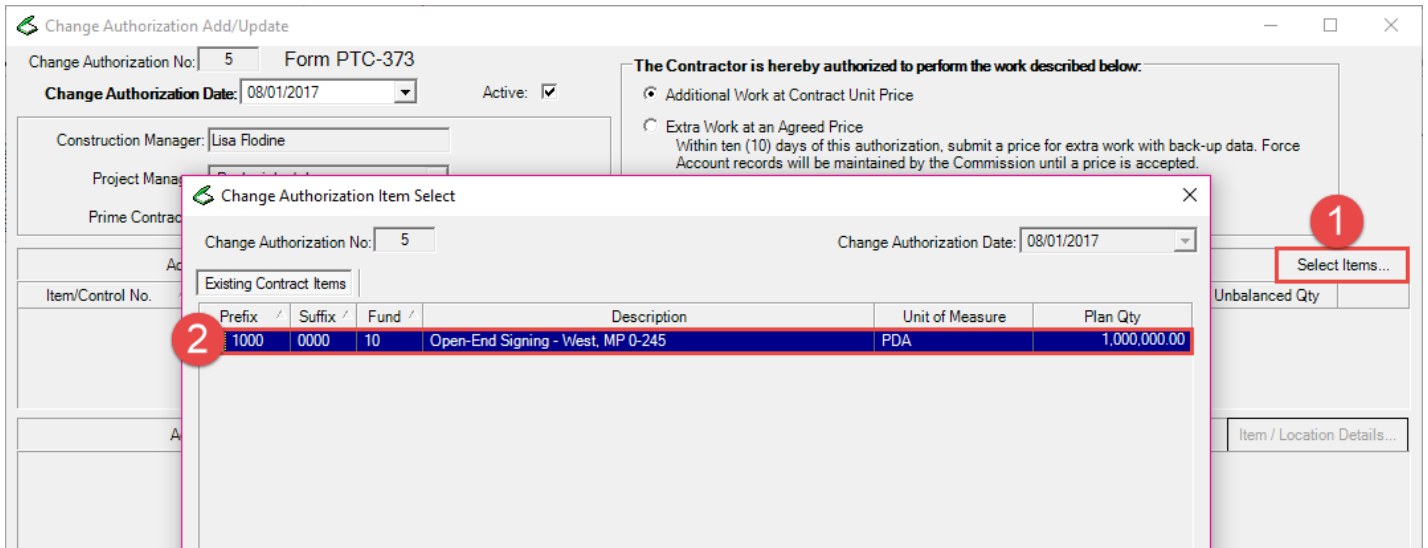 Change Authorization Add/Update
Change Authorization No: 5 Form PTC-373
Change Authorization Date: 08/01/2017 Active:
The Contractor is hereby authorized to perform the work described below:
Additional Work at Contract Unit Price
Extra Work at an Agreed Price
Within ten (10) days of this authorization, submit a price for extra work with back-up data. Force
Account records will be maintained by the Commission until a price is accepted.
Construction Manager: Lisa Flodine
Project Manag
Prime Contrac
Change Authorization Item Select
Change Authorization No: 5 Change Authorization Date: 08/01/2017
Existing Contract Items
Prefix Suffix Fund Description Unit of Measure Plan Qty
2 1000 0000 10 Open-End Signing - West, MP 0-245 PDA 1,000,000.00
1
Select Items...
Item/Control No. Unbalanced Qty
Item / Location Details...